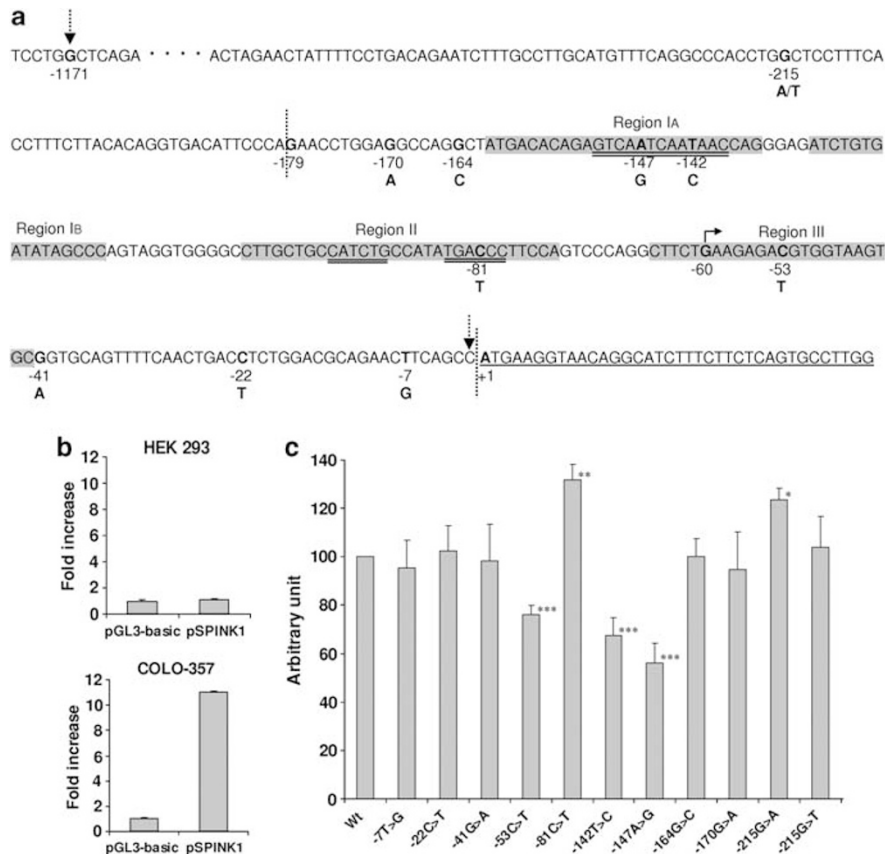 a
TCCTGGCTCAGA · · · · ACTAGAACTATTTTCCTGACAGAATCTTTGCCTTGCATGTTTCAGGCCCACCTGGCTCCTTTCA
-1171 -215
A/T
CCTTTCTTACACAGGTGACATTCCCAGAACCTGGAGGCCAGGCTATGACACAGAGTCAATCAATAACCAGGGAGATCTGTG
Region IA
-179 -170 -164 -147 -142
A C G C
Region IB Region II Region III
ATATAGCCCAGTAGGTGGGGCCTTGCTGCCATCTGCCATATGACCCTTCCAGTCCCAGGCTTCTGAAGAGACGTGGTAAGT
-81 -60 -53
T T
GCGGTGCAGTTTTCAACTGACCTCTGGACGCAGAACTTCAGCCATGAAGGTAACAGGCATCTTTCTTCTCAGTGCCTTGG
-41 -22 -7 +1
A T G
b
HEK 293
Fold increase
12
10
8
6
4
2
0
pGL3-basic pSPINK1
COLO-357
Fold increase
12
10
8
6
4
2
0
pGL3-basic pSPINK1
c
Arbitrary unit
140
120
100
80
60
40
20
0
*** ** *** *** *
Wt -7T>G -22C>T -41G>A -53C>T -81C>T -142T>C -147A>G -164G>C -170G>A -215G>A -215G>T